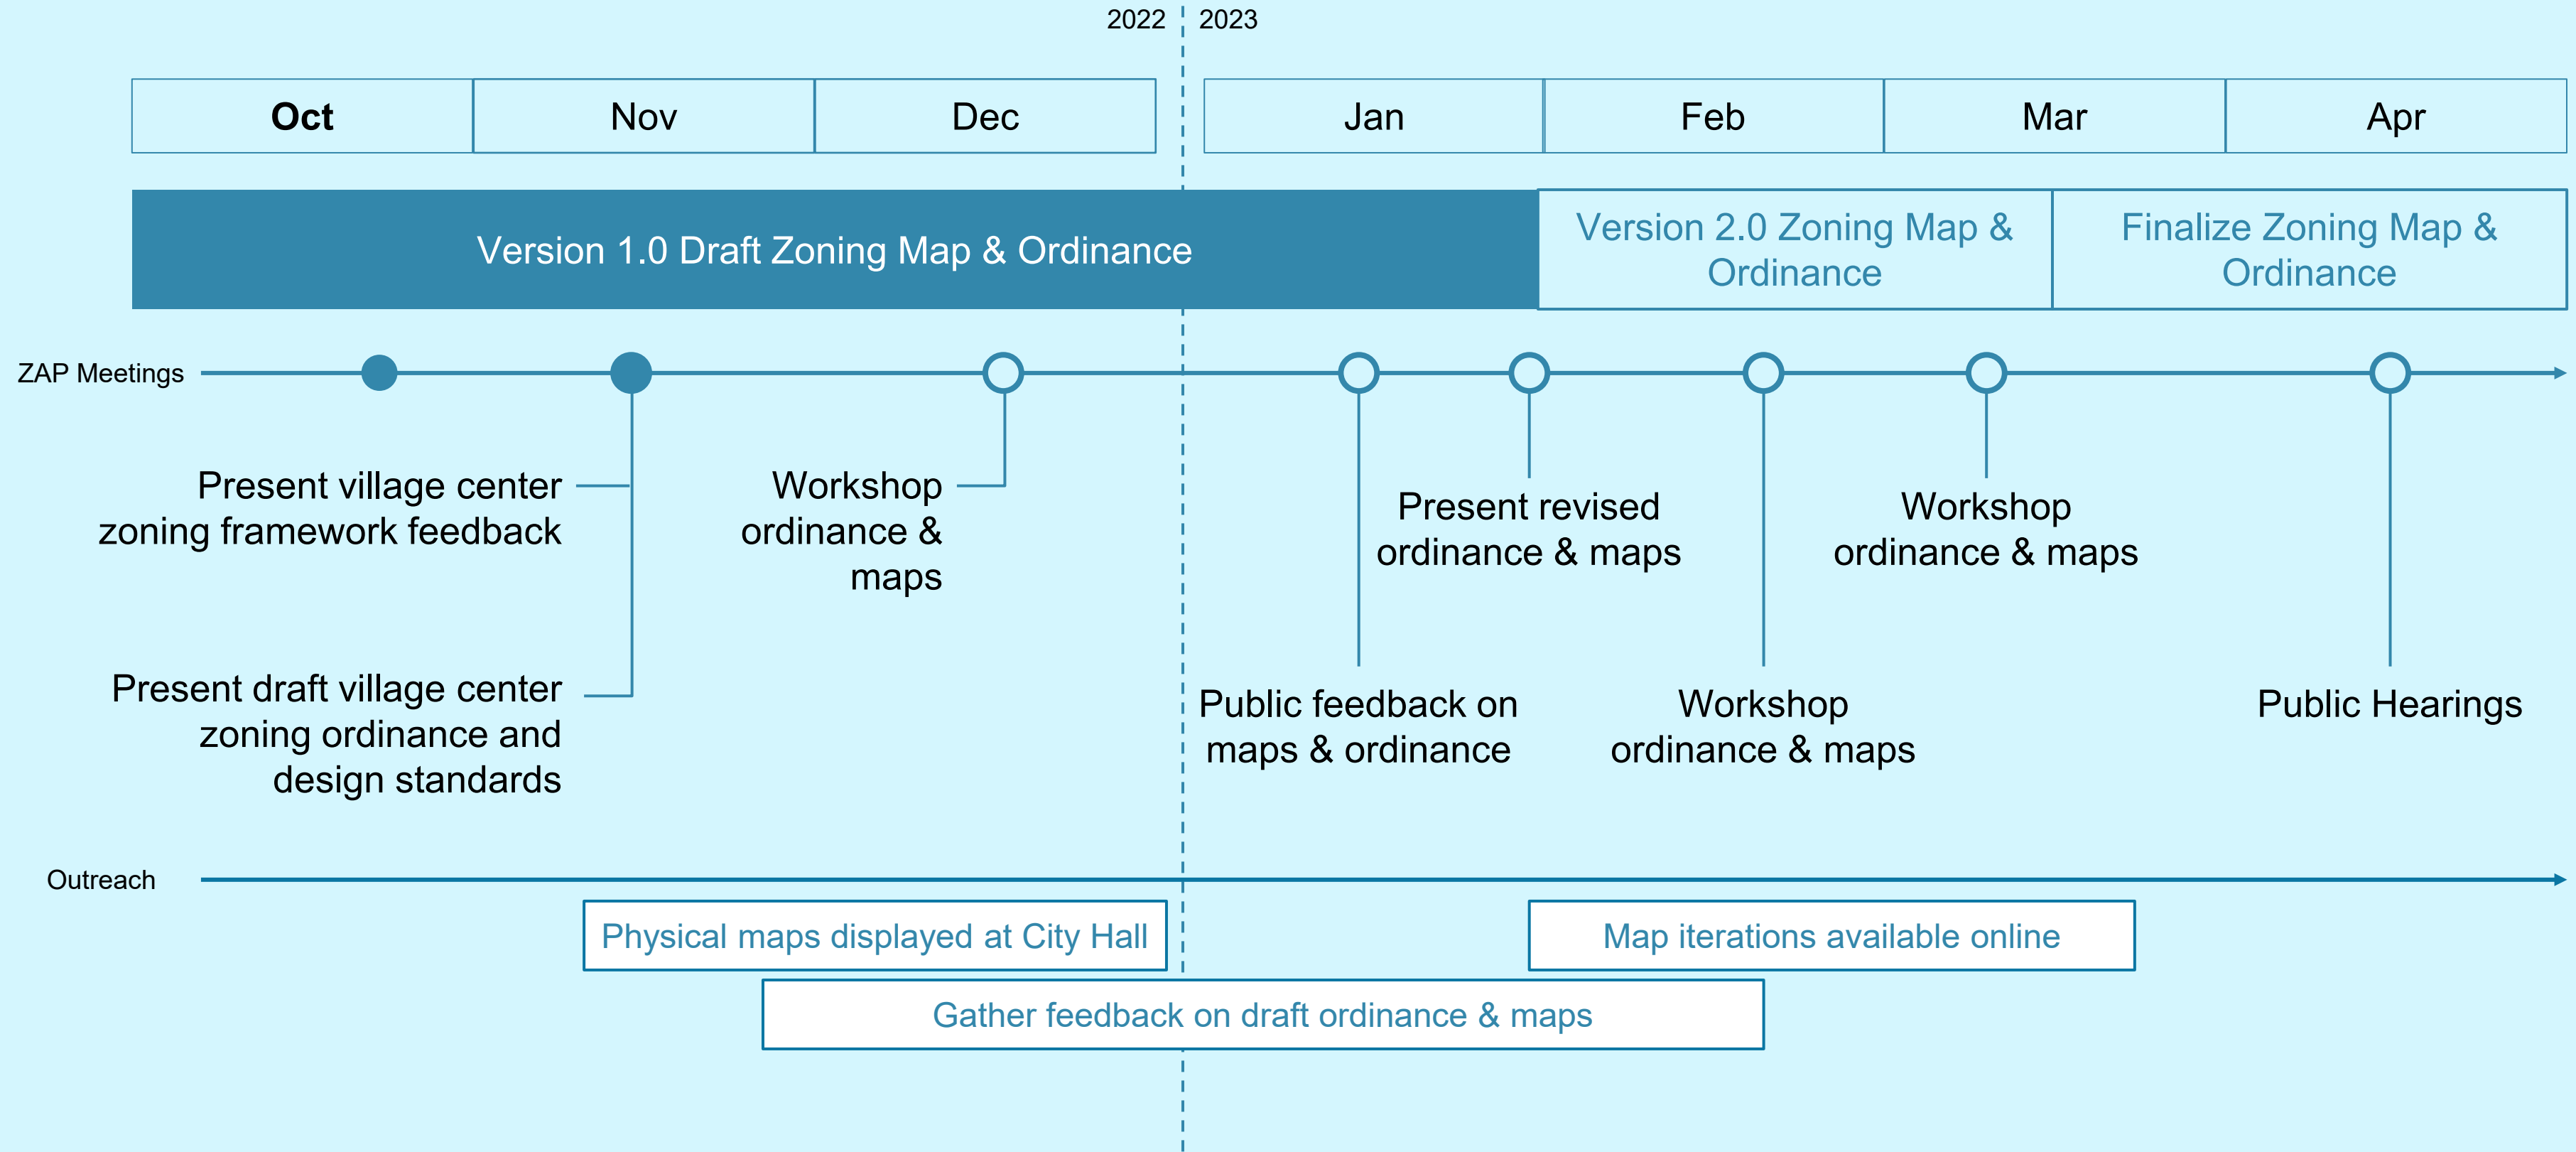 2022 2023
Oct Nov Dec Jan Feb Mar Apr
Version 1.0 Draft Zoning Map & Ordinance
Version 2.0 Zoning Map &
Ordinance
Finalize Zoning Map &
Ordinance
ZAP Meetings
Present village center
zoning framework feedback
Present draft village center
zoning ordinance and
design standards
Workshop
ordinance &
maps
Public feedback on
maps & ordinance
Present revised
ordinance & maps
Workshop
ordinance & maps
Workshop
ordinance & maps
Public Hearings
Outreach
Physical maps displayed at City Hall
Map iterations available online
Gather feedback on draft ordinance & maps